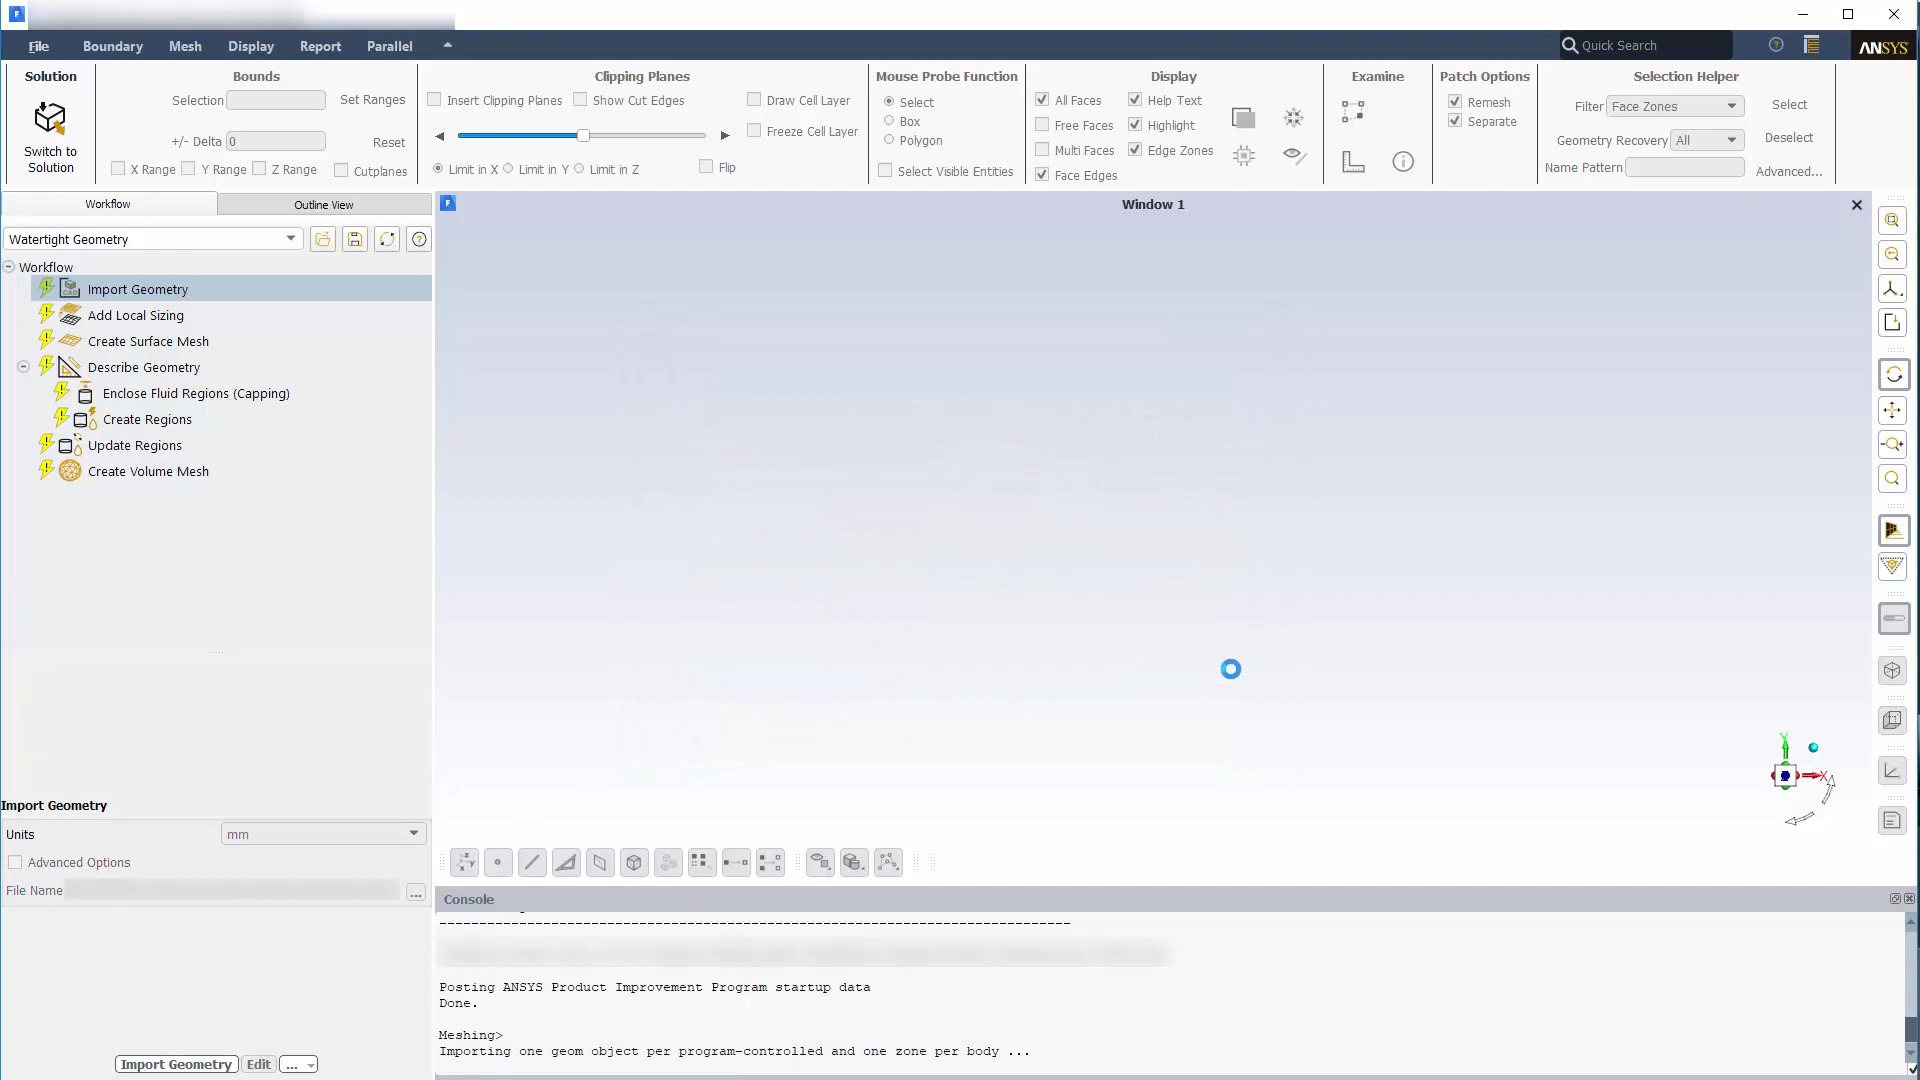 File Boundary Mesh Display Report Parallel Quick Search ANSYS
Solution Bounds Clipping Planes Mouse Probe Function Display Examine Patch Options Selection Helper
Selection Set Ranges Insert Clipping Planes Show Cut Edges Draw Cell Layer Select All Faces Help Text Remesh Filter Face Zones Select
Box Free Faces Highlight Separate
+/- Delta 0 Reset Freeze Cell Layer Polygon Multi Faces Edge Zones Geometry Recovery All Deselect
Switch to
Solution
X Range Y Range Z Range Cutplanes Limit in X Limit in Y Limit in Z Flip Select Visible Entities Face Edges Name Pattern Advanced...
Workflow Outline View Window 1
Watertight Geometry
Workflow
Import Geometry
Add Local Sizing
Create Surface Mesh
Describe Geometry
Enclose Fluid Regions (Capping)
Create Regions
Update Regions
Create Volume Mesh
Y
X
Import Geometry
Units mm
Advanced Options
File Name ...
Console
Posting ANSYS Product Improvement Program startup data
Done.
Meshing>
Importing one geom object per program-controlled and one zone per body ...
Import Geometry Edit ...